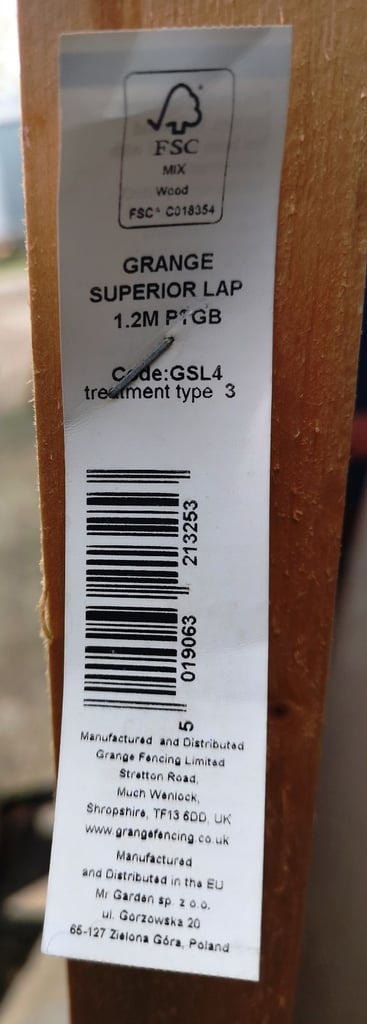 FSC
MIX
Wood
FSC® C018354
GRANGE
SUPERIOR LAP
1.2M P1GB
Code:GSL4
treatment type 3
5 019063 213253
Manufactured and Distributed
Grange Fencing Limited
Stretton Road,
Much Wenlock,
Shropshire, TF13 6DD, UK
www.grangefencing.co.uk
Manufactured
and Distributed in the EU
Mr Garden sp. z o.o.
ul. Gorzowska 20
65-127 Zielona Góra, Poland